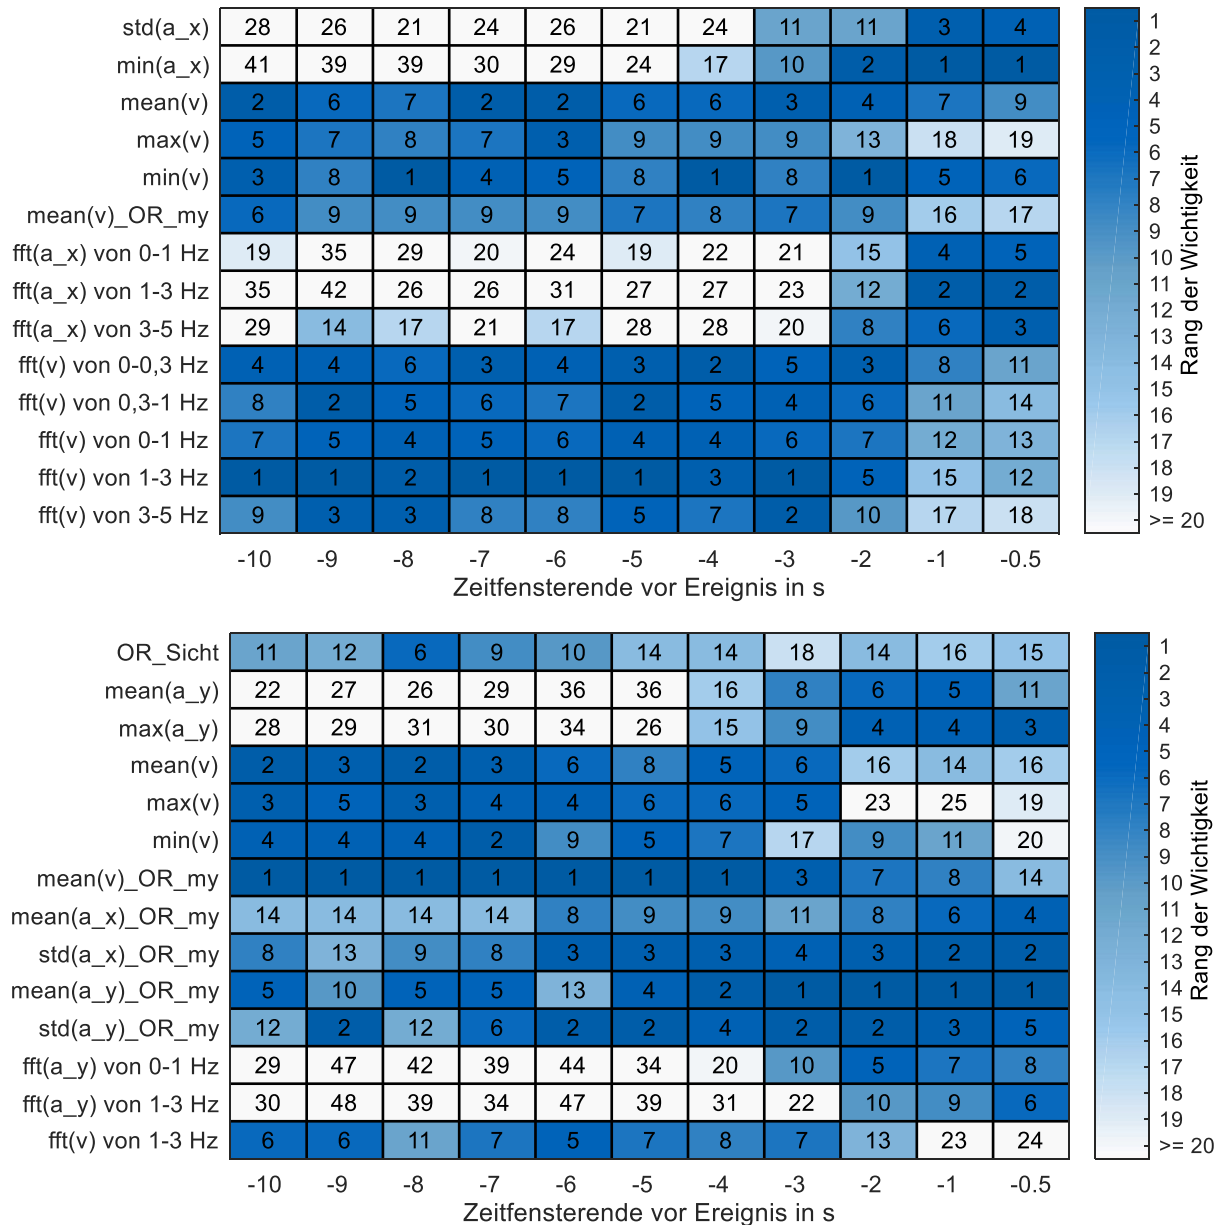 std(a_x) 28 26 21 24 26 21 24 11 11 3 4
min(a_x) 41 39 39 30 29 24 17 10 2 1 1
mean(v) 2 6 7 2 2 6 6 3 4 7 9
max(v) 5 7 8 7 3 9 9 9 13 18 19
min(v) 3 8 1 4 5 8 1 8 1 5 6
mean(v)_OR_my 6 9 9 9 9 7 8 7 9 16 17
fft(a_x) von 0-1 Hz 19 35 29 20 24 19 22 21 15 4 5
fft(a_x) von 1-3 Hz 35 42 26 26 31 27 27 23 12 2 2
fft(a_x) von 3-5 Hz 29 14 17 21 17 28 28 20 8 6 3
fft(v) von 0-0,3 Hz 4 4 6 3 4 3 2 5 3 8 11
fft(v) von 0,3-1 Hz 8 2 5 6 7 2 5 4 6 11 14
fft(v) von 0-1 Hz 7 5 4 5 6 4 4 6 7 12 13
fft(v) von 1-3 Hz 1 1 2 1 1 1 3 1 5 15 12
fft(v) von 3-5 Hz 9 3 3 8 8 5 7 2 10 17 18
-10 -9 -8 -7 -6 -5 -4 -3 -2 -1 -0.5
Zeitfensterende vor Ereignis in s
1
2
3
4
5
6
7
8
9
10
11
12
13
14
15
16
17
18
19
>= 20
Rang der Wichtigkeit
OR_Sicht 11 12 6 9 10 14 14 18 14 16 15
mean(a_y) 22 27 26 29 36 36 16 8 6 5 11
max(a_y) 28 29 31 30 34 26 15 9 4 4 3
mean(v) 2 3 2 3 6 8 5 6 16 14 16
max(v) 3 5 3 4 4 6 6 5 23 25 19
min(v) 4 4 4 2 9 5 7 17 9 11 20
mean(v)_OR_my 1 1 1 1 1 1 1 3 7 8 14
mean(a_x)_OR_my 14 14 14 14 8 9 9 11 8 6 4
std(a_x)_OR_my 8 13 9 8 3 3 3 4 3 2 2
mean(a_y)_OR_my 5 10 5 5 13 4 2 1 1 1 1
std(a_y)_OR_my 12 2 12 6 2 2 4 2 2 3 5
fft(a_y) von 0-1 Hz 29 47 42 39 44 34 20 10 5 7 8
fft(a_y) von 1-3 Hz 30 48 39 34 47 39 31 22 10 9 6
fft(v) von 1-3 Hz 6 6 11 7 5 7 8 7 13 23 24
-10 -9 -8 -7 -6 -5 -4 -3 -2 -1 -0.5
Zeitfensterende vor Ereignis in s
1
2
3
4
5
6
7
8
9
10
11
12
13
14
15
16
17
18
19
>= 20
Rang der Wichtigkeit